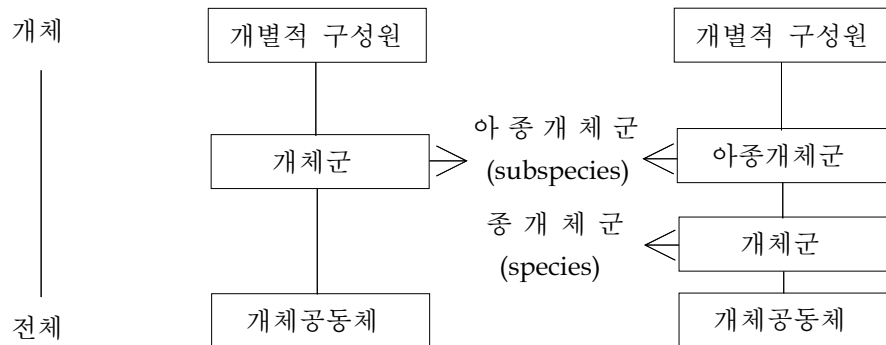 개체
개별적 구성원
개별적 구성원
아 종 개 체 군
(subspecies)
개체군
아종개체군
종 개 체 군
(species)
개체군
전체
개체공동체
개체공동체